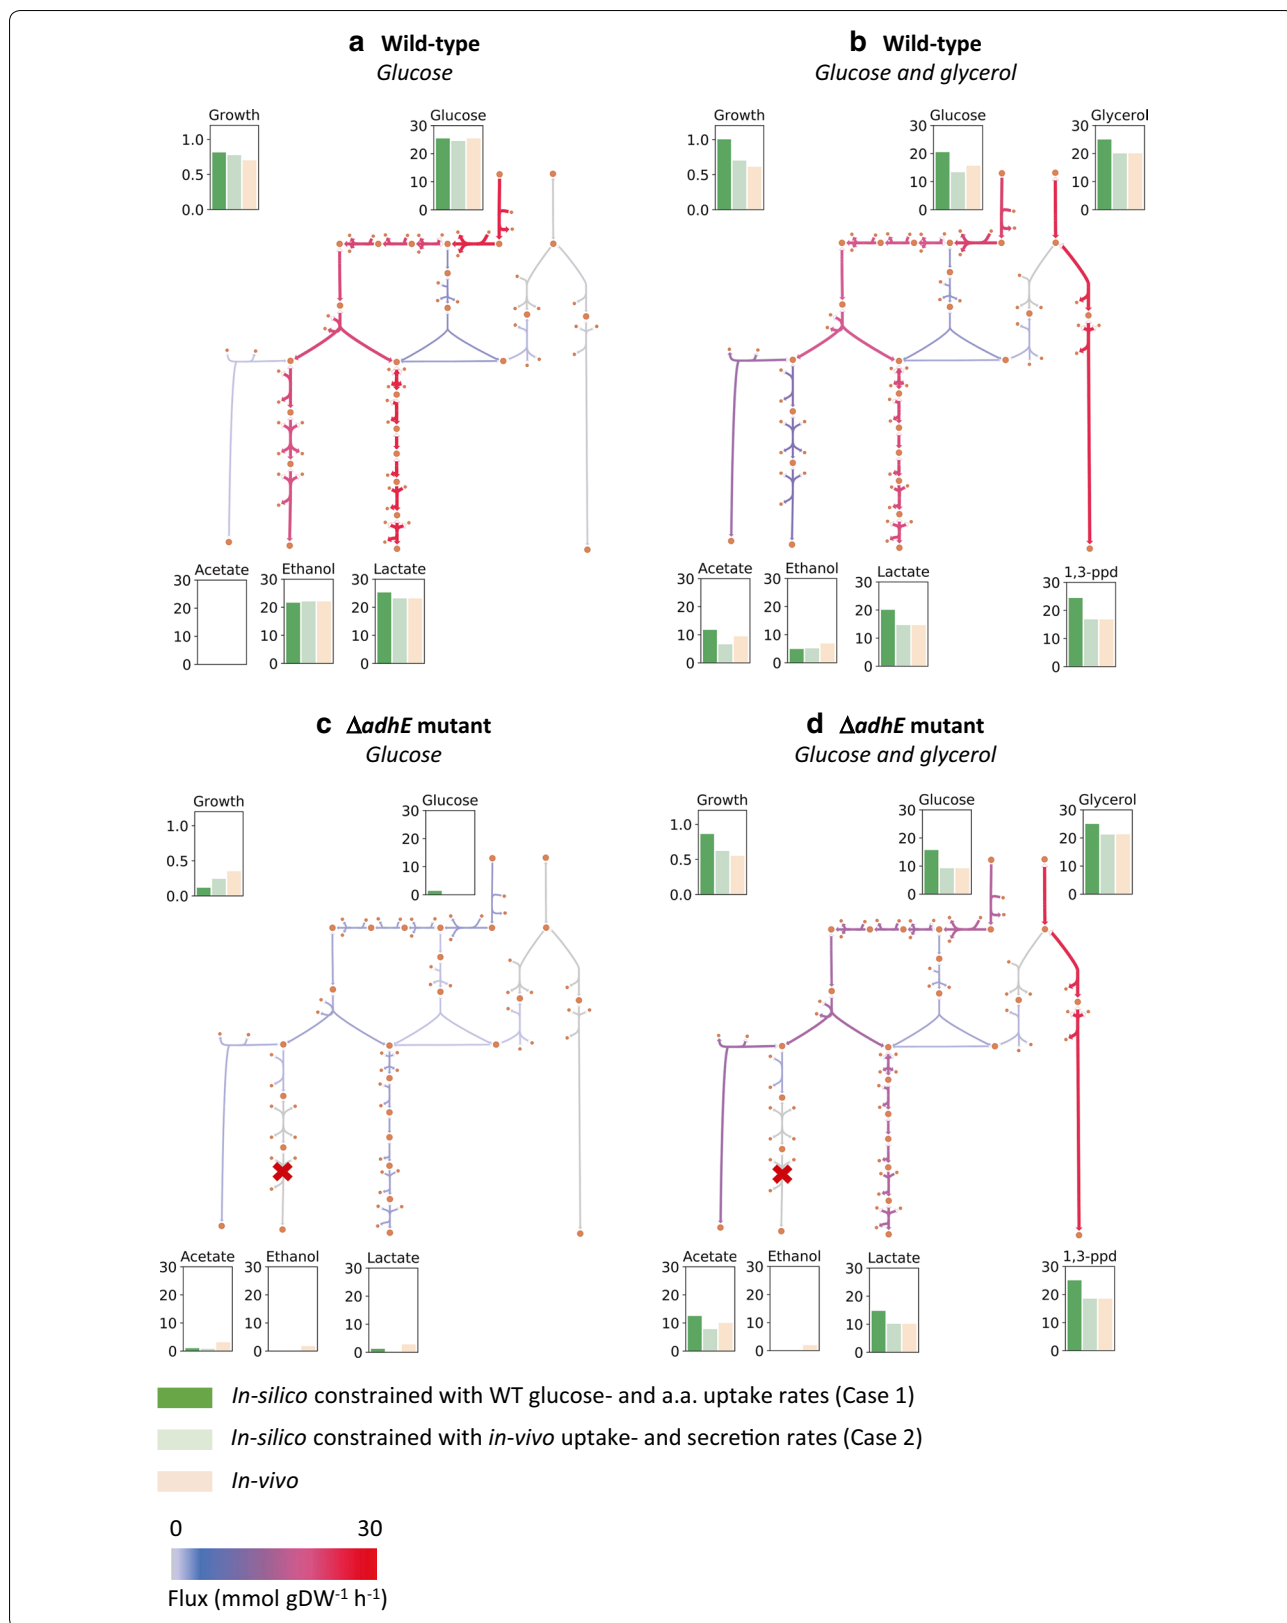 a Wild-type
Glucose
b Wild-type
Glucose and glycerol
Growth
1.0
0.5
0.0
Glucose
30
20
10
0
Growth
1.0
0.5
0.0
Glucose
30
20
10
0
Glycerol
30
20
10
0
Acetate
30
20
10
0
Ethanol
30
20
10
0
Lactate
30
20
10
0
Acetate
30
20
10
0
Ethanol
30
20
10
0
Lactate
30
20
10
0
1,3-ppd
30
20
10
0
c ΔadhE mutant
Glucose
d ΔadhE mutant
Glucose and glycerol
Growth
1.0
0.5
0.0
Glucose
30
20
10
0
Growth
1.0
0.5
0.0
Glucose
30
20
10
0
Glycerol
30
20
10
0
Acetate
30
20
10
0
Ethanol
30
20
10
0
Lactate
30
20
10
0
Acetate
30
20
10
0
Ethanol
30
20
10
0
Lactate
30
20
10
0
1,3-ppd
30
20
10
0
In-silico constrained with WT glucose- and a.a. uptake rates (Case 1)
In-silico constrained with in-vivo uptake- and secretion rates (Case 2)
In-vivo
0 30
Flux (mmol gDW⁻¹ h⁻¹)